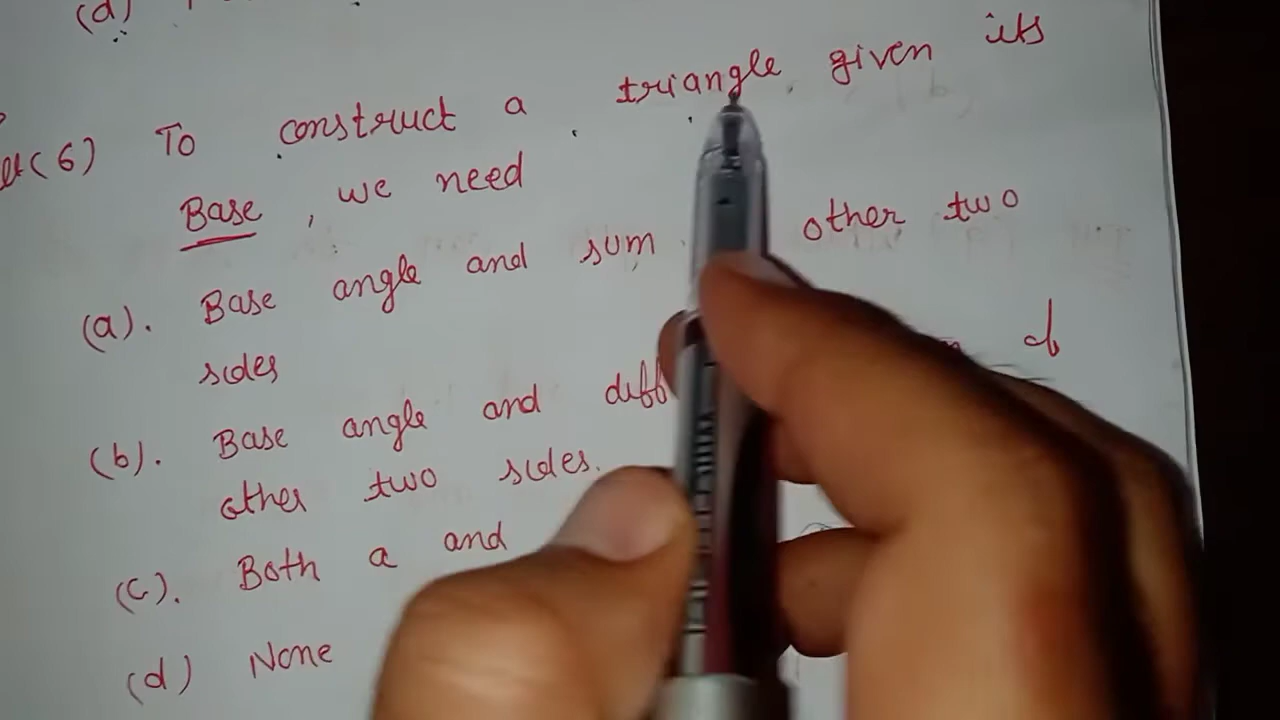 (d)
(6) To construct a triangle, given its
Base, we need
(a). Base angle and sum other two
sides
(b). Base angle and diff of
other two sides.
(c). Both a and
(d) None